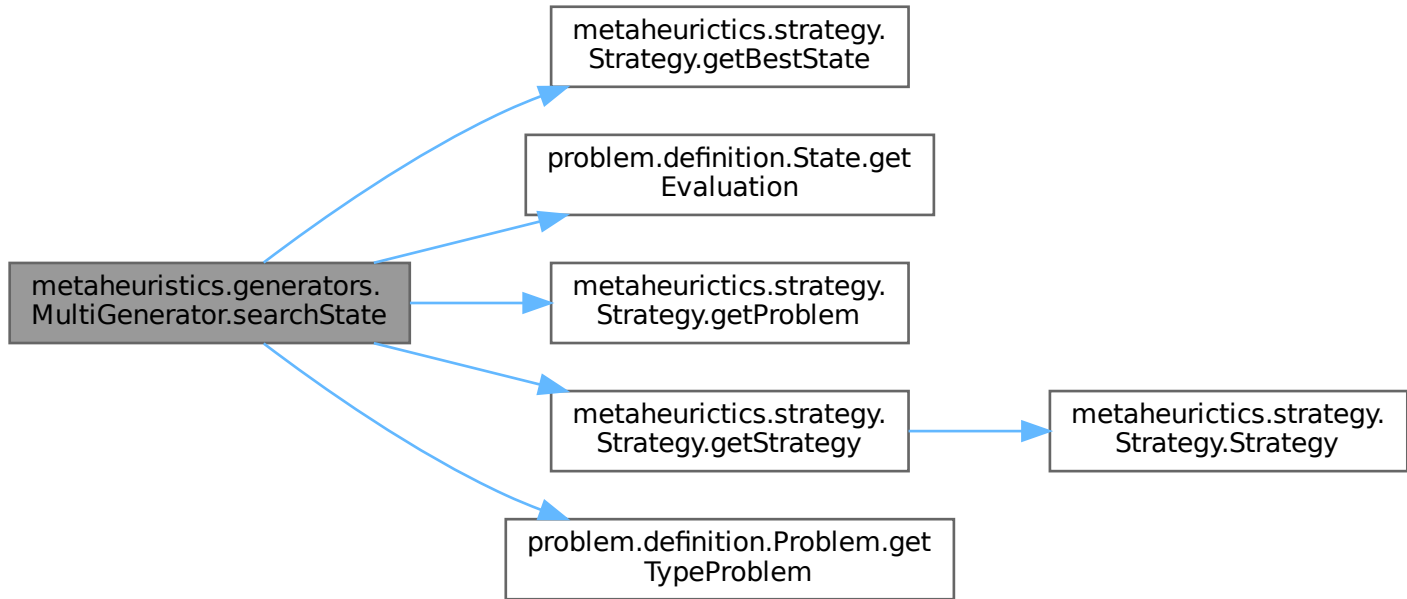 metaheurictics.strategy.
Strategy.getBestState
problem.definition.State.get
Evaluation
metaheuristics.generators.
MultiGenerator.searchState
metaheurictics.strategy.
Strategy.getProblem
metaheurictics.strategy.
Strategy.getStrategy
metaheurictics.strategy.
Strategy.Strategy
problem.definition.Problem.get
TypeProblem